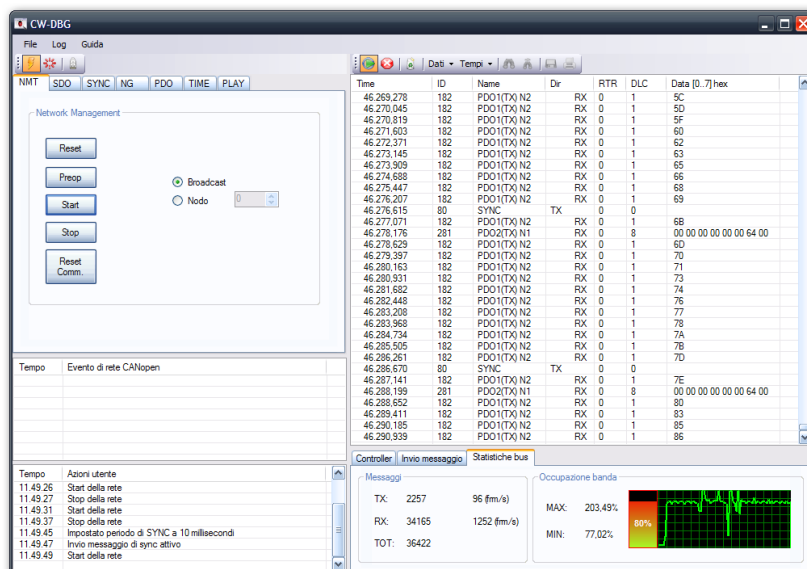 CW-DBG
File Log Guida
Dati Tempi
NMT SDO SYNC NG PDO TIME PLAY
Network Management
Reset
Preop
Start
Stop
Reset
Comm.
Broadcast
Nodo 0
Tempo Evento di rete CANopen
Tempo Azioni utente
11.49.26 Start della rete
11.49.27 Stop della rete
11.49.31 Start della rete
11.49.37 Stop della rete
11.49.45 Impostato periodo di SYNC a 10 millisecondi
11.49.47 Invio messaggio di sync attivo
11.49.49 Start della rete
Time ID Name Dir RTR DLC Data [0..7] hex
46.269,278 182 PDO1(TX) N2 RX 0 1 5C
46.270,045 182 PDO1(TX) N2 RX 0 1 5D
46.270,819 182 PDO1(TX) N2 RX 0 1 5F
46.271,603 182 PDO1(TX) N2 RX 0 1 60
46.272,371 182 PDO1(TX) N2 RX 0 1 62
46.273,145 182 PDO1(TX) N2 RX 0 1 63
46.273,909 182 PDO1(TX) N2 RX 0 1 65
46.274,688 182 PDO1(TX) N2 RX 0 1 66
46.275,447 182 PDO1(TX) N2 RX 0 1 68
46.276,207 182 PDO1(TX) N2 RX 0 1 69
46.276,615 80 SYNC TX 0 0
46.277,071 182 PDO1(TX) N2 RX 0 1 6B
46.278,176 281 PDO2(TX) N1 RX 0 8 00 00 00 00 00 00 64 00
46.278,629 182 PDO1(TX) N2 RX 0 1 6D
46.279,397 182 PDO1(TX) N2 RX 0 1 70
46.280,163 182 PDO1(TX) N2 RX 0 1 71
46.280,931 182 PDO1(TX) N2 RX 0 1 73
46.281,682 182 PDO1(TX) N2 RX 0 1 74
46.282,448 182 PDO1(TX) N2 RX 0 1 76
46.283,208 182 PDO1(TX) N2 RX 0 1 77
46.283,968 182 PDO1(TX) N2 RX 0 1 78
46.284,734 182 PDO1(TX) N2 RX 0 1 7A
46.285,505 182 PDO1(TX) N2 RX 0 1 7B
46.286,261 182 PDO1(TX) N2 RX 0 1 7D
46.286,670 80 SYNC TX 0 0
46.287,141 182 PDO1(TX) N2 RX 0 1 7E
46.288,199 281 PDO2(TX) N1 RX 0 8 00 00 00 00 00 00 64 00
46.288,652 182 PDO1(TX) N2 RX 0 1 80
46.289,411 182 PDO1(TX) N2 RX 0 1 83
46.290,185 182 PDO1(TX) N2 RX 0 1 85
46.290,939 182 PDO1(TX) N2 RX 0 1 86
Controller Invio messaggio Statistiche bus
Messaggi
TX: 2257 96 (frm/s)
RX: 34165 1252 (frm/s)
TOT: 36422
Occupazione banda
MAX: 203,49%
MIN: 77,02%
80%